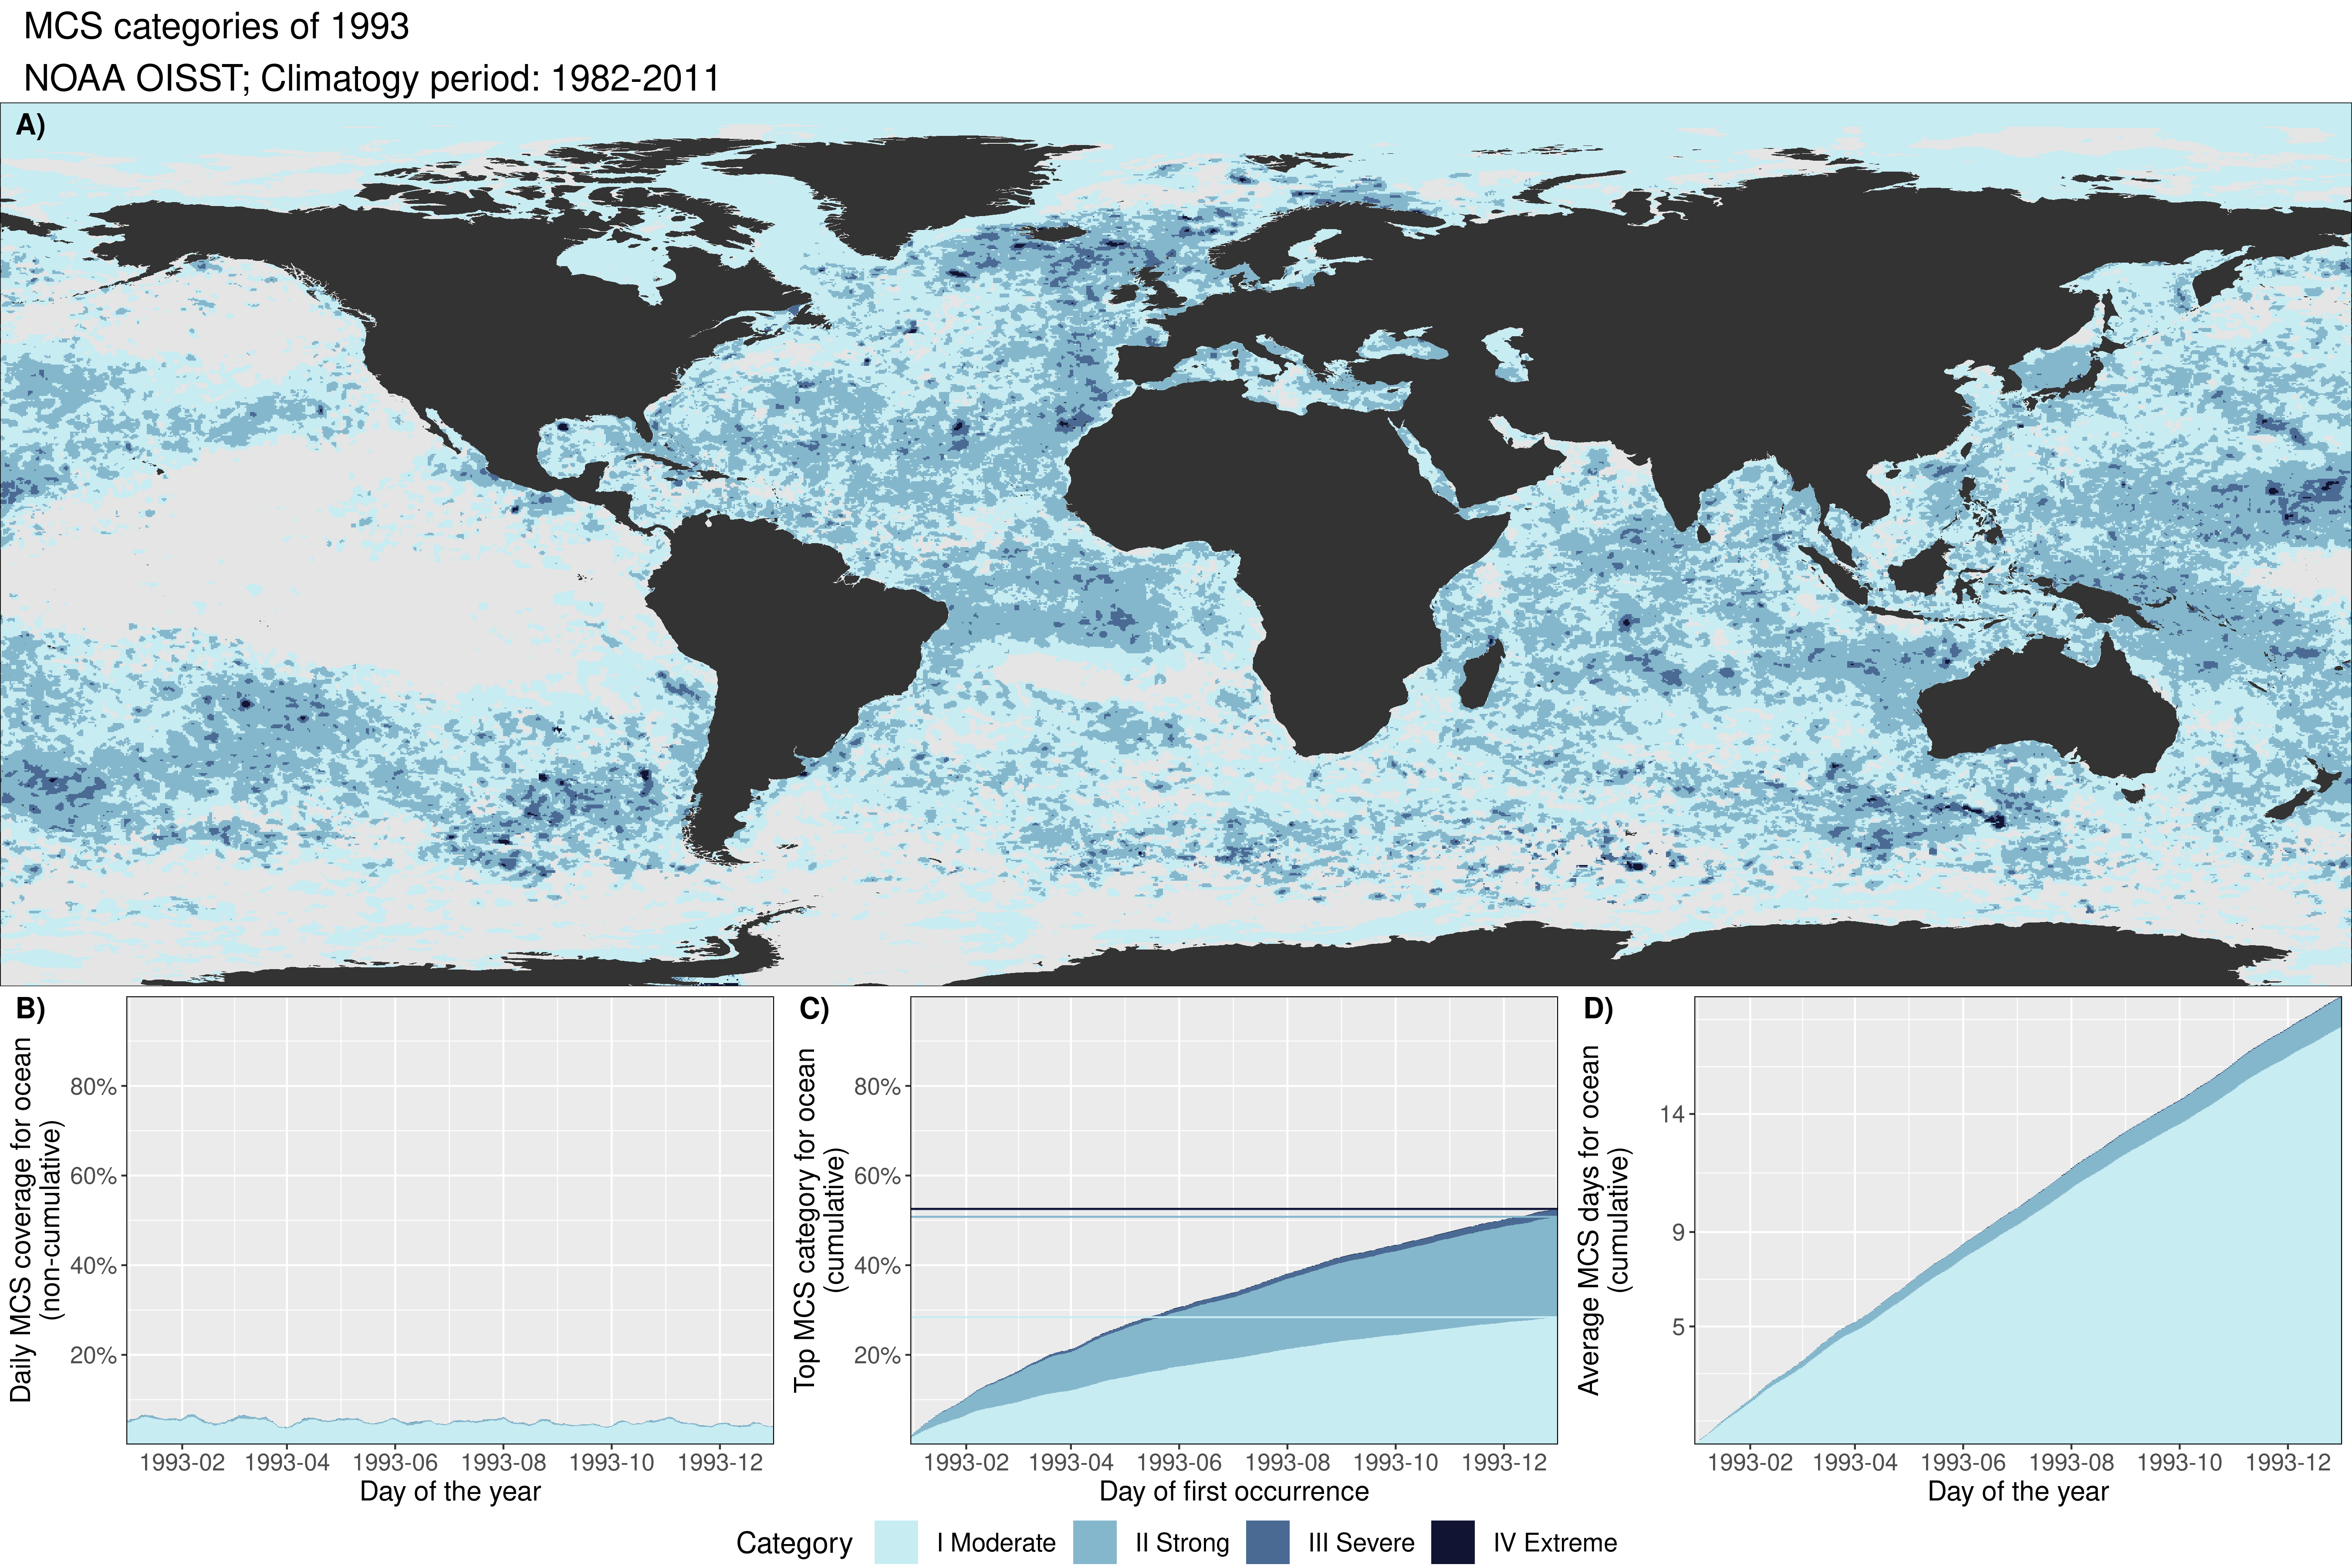 MCS categories of 1993
NOAA OISST; Climatogy period: 1982-2011
A)
B)
Daily MCS coverage for ocean
(non-cumulative)
80%
60%
40%
20%
1993-02 1993-04 1993-06 1993-08 1993-10 1993-12
Day of the year
C)
Top MCS category for ocean
(cumulative)
80%
60%
40%
20%
1993-02 1993-04 1993-06 1993-08 1993-10 1993-12
Day of first occurrence
D)
Average MCS days for ocean
(cumulative)
14
9
5
1993-02 1993-04 1993-06 1993-08 1993-10 1993-12
Day of the year
Category I Moderate II Strong III Severe IV Extreme